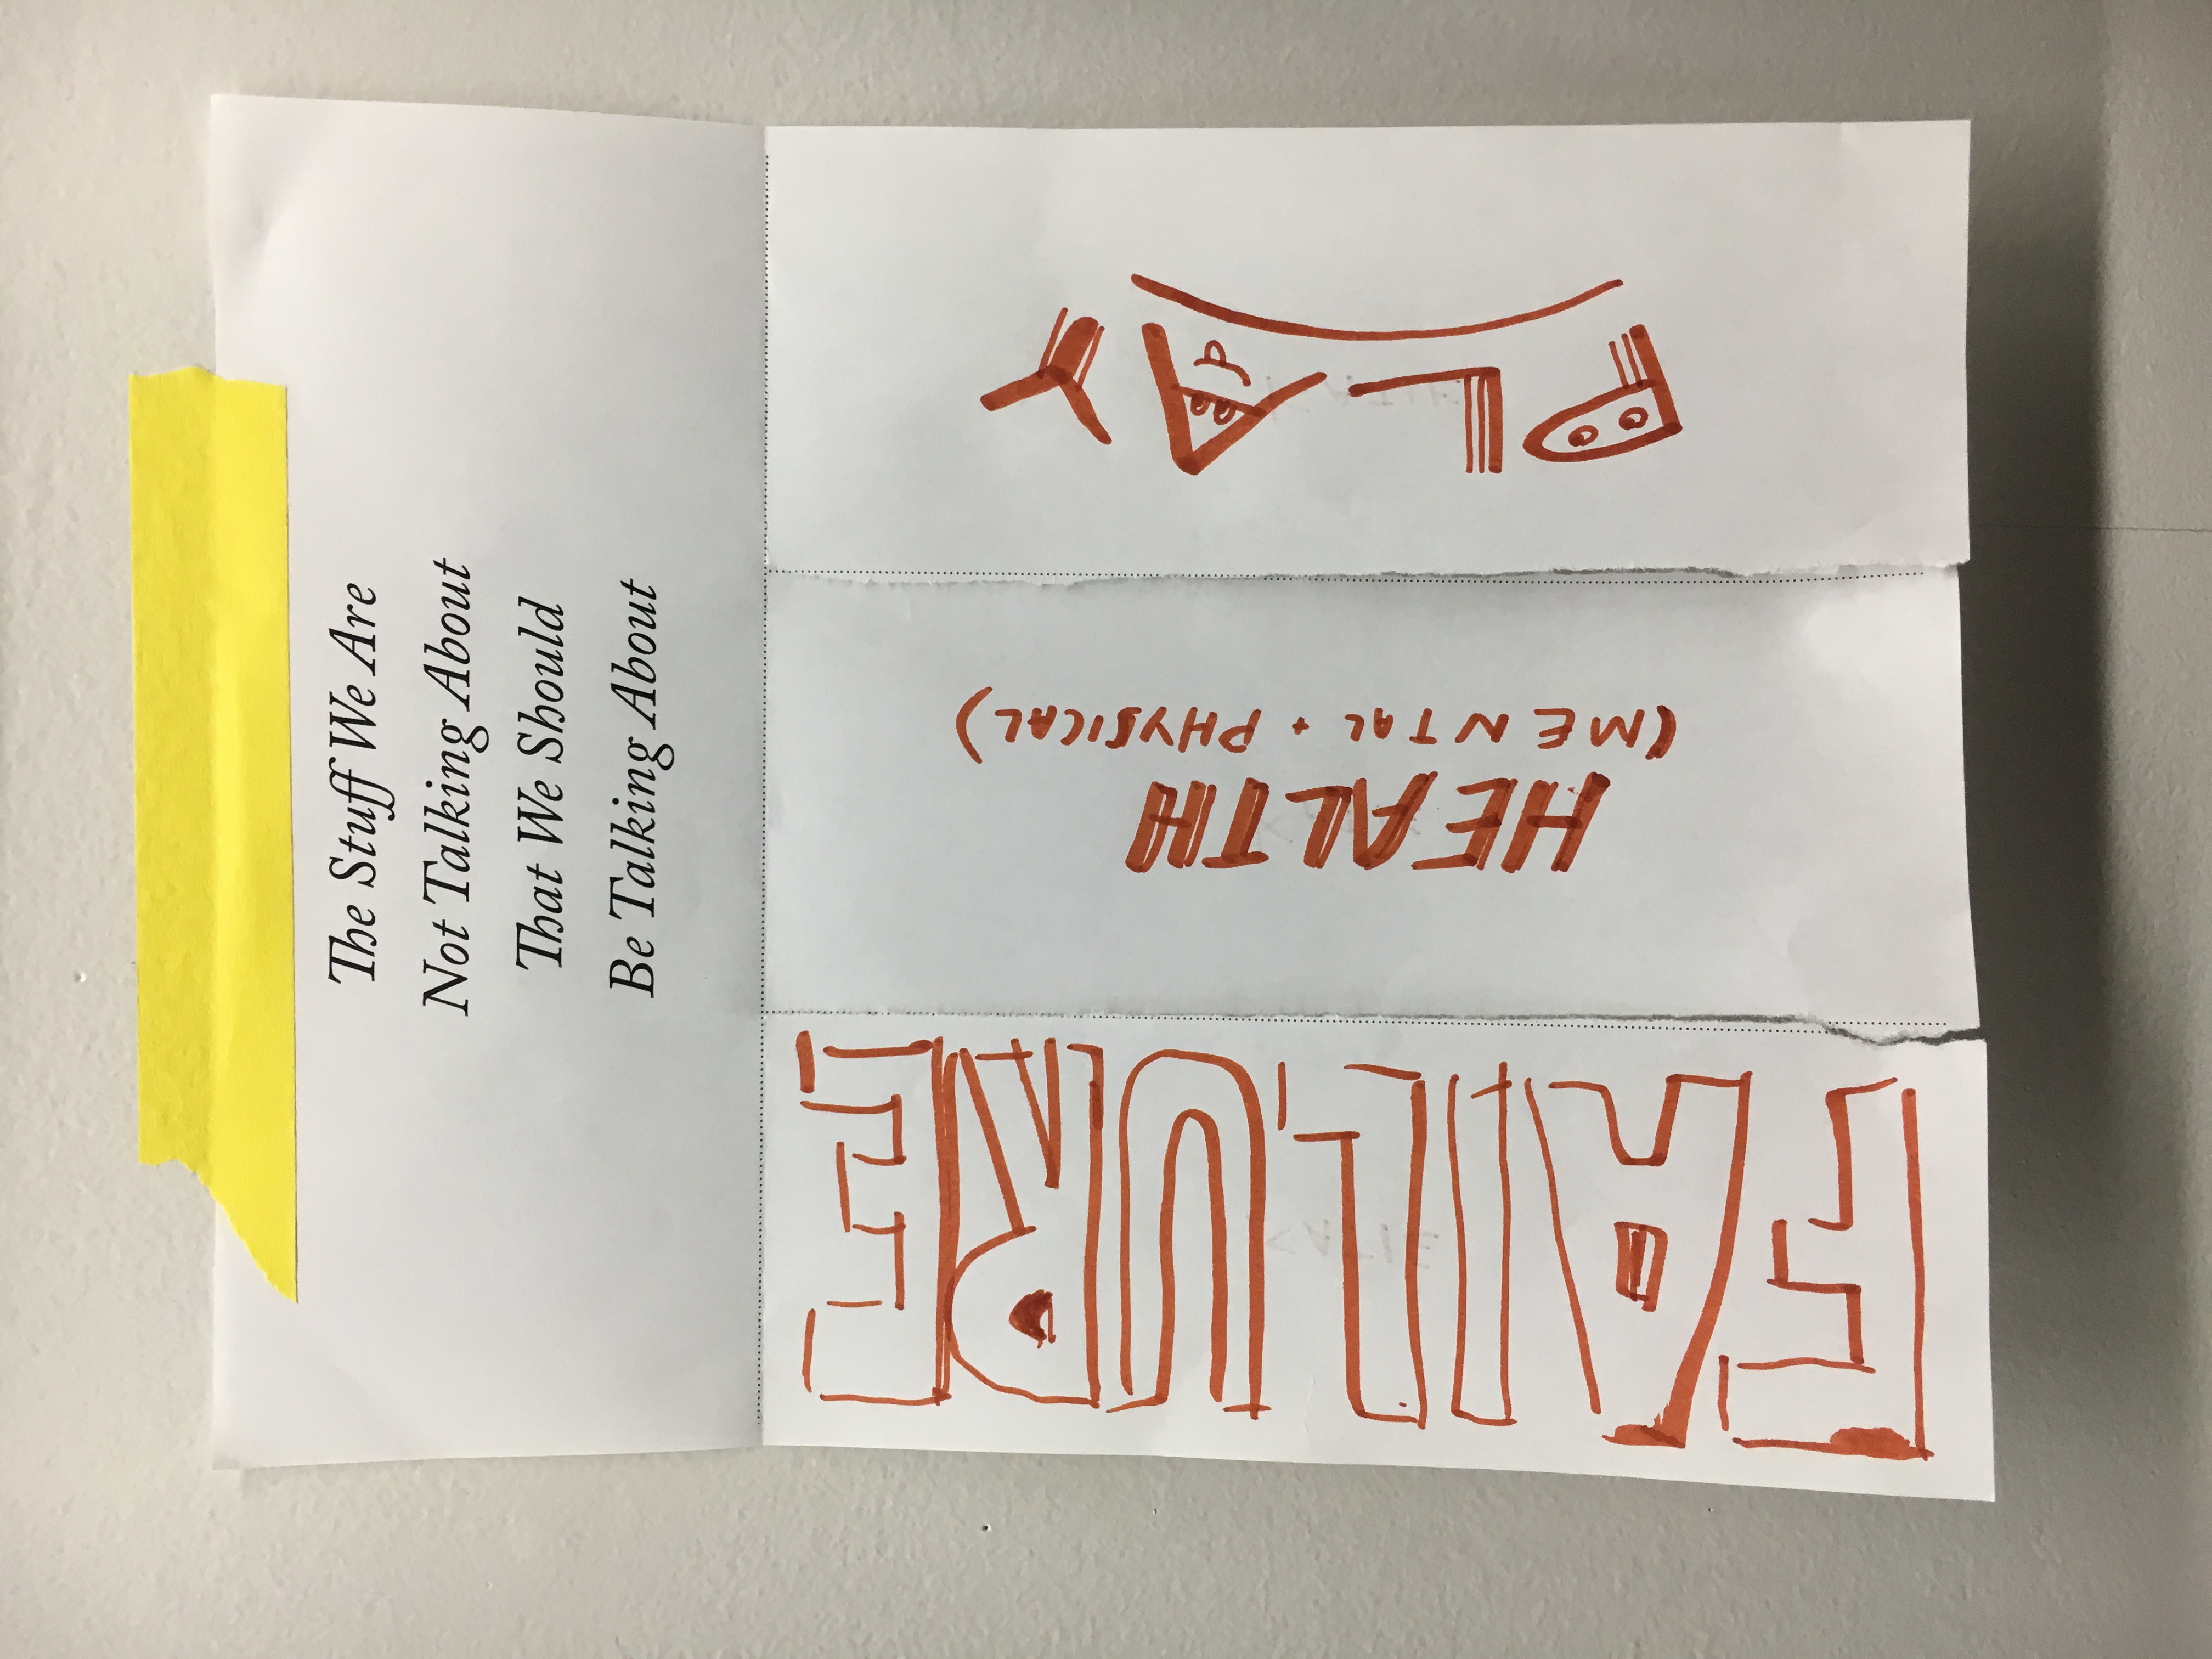 The Stuff We Are
Not Talking About
That We Should
Be Talking About
FAILURE
HEALTH
(MENTAL + PHYSICAL)
PLAY